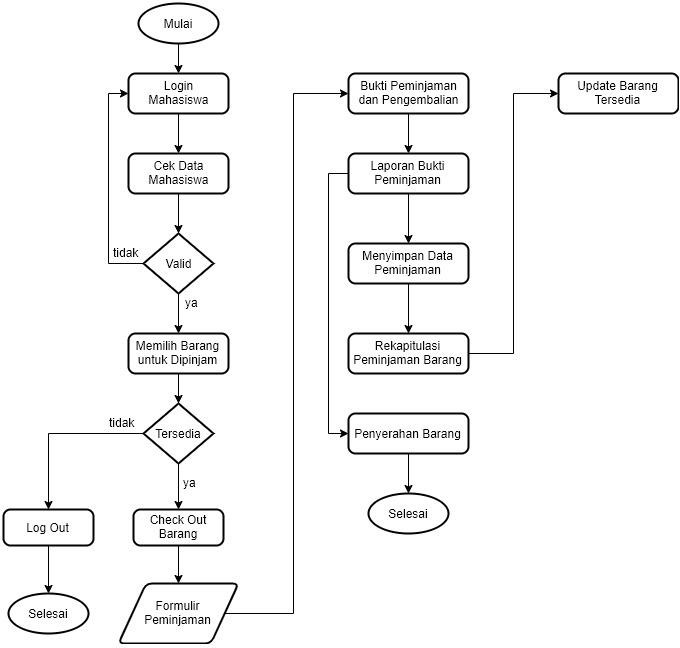 Mulai
Login
Mahasiswa
Cek Data
Mahasiswa
tidak
Valid
ya
Memilih Barang
untuk Dipinjam
tidak
Tersedia
ya
Log Out
Check Out
Barang
Selesai
Formulir
Peminjaman
Bukti Peminjaman
dan Pengembalian
Laporan Bukti
Peminjaman
Menyimpan Data
Peminjaman
Rekapitulasi
Peminjaman Barang
Penyerahan Barang
Selesai
Update Barang
Tersedia